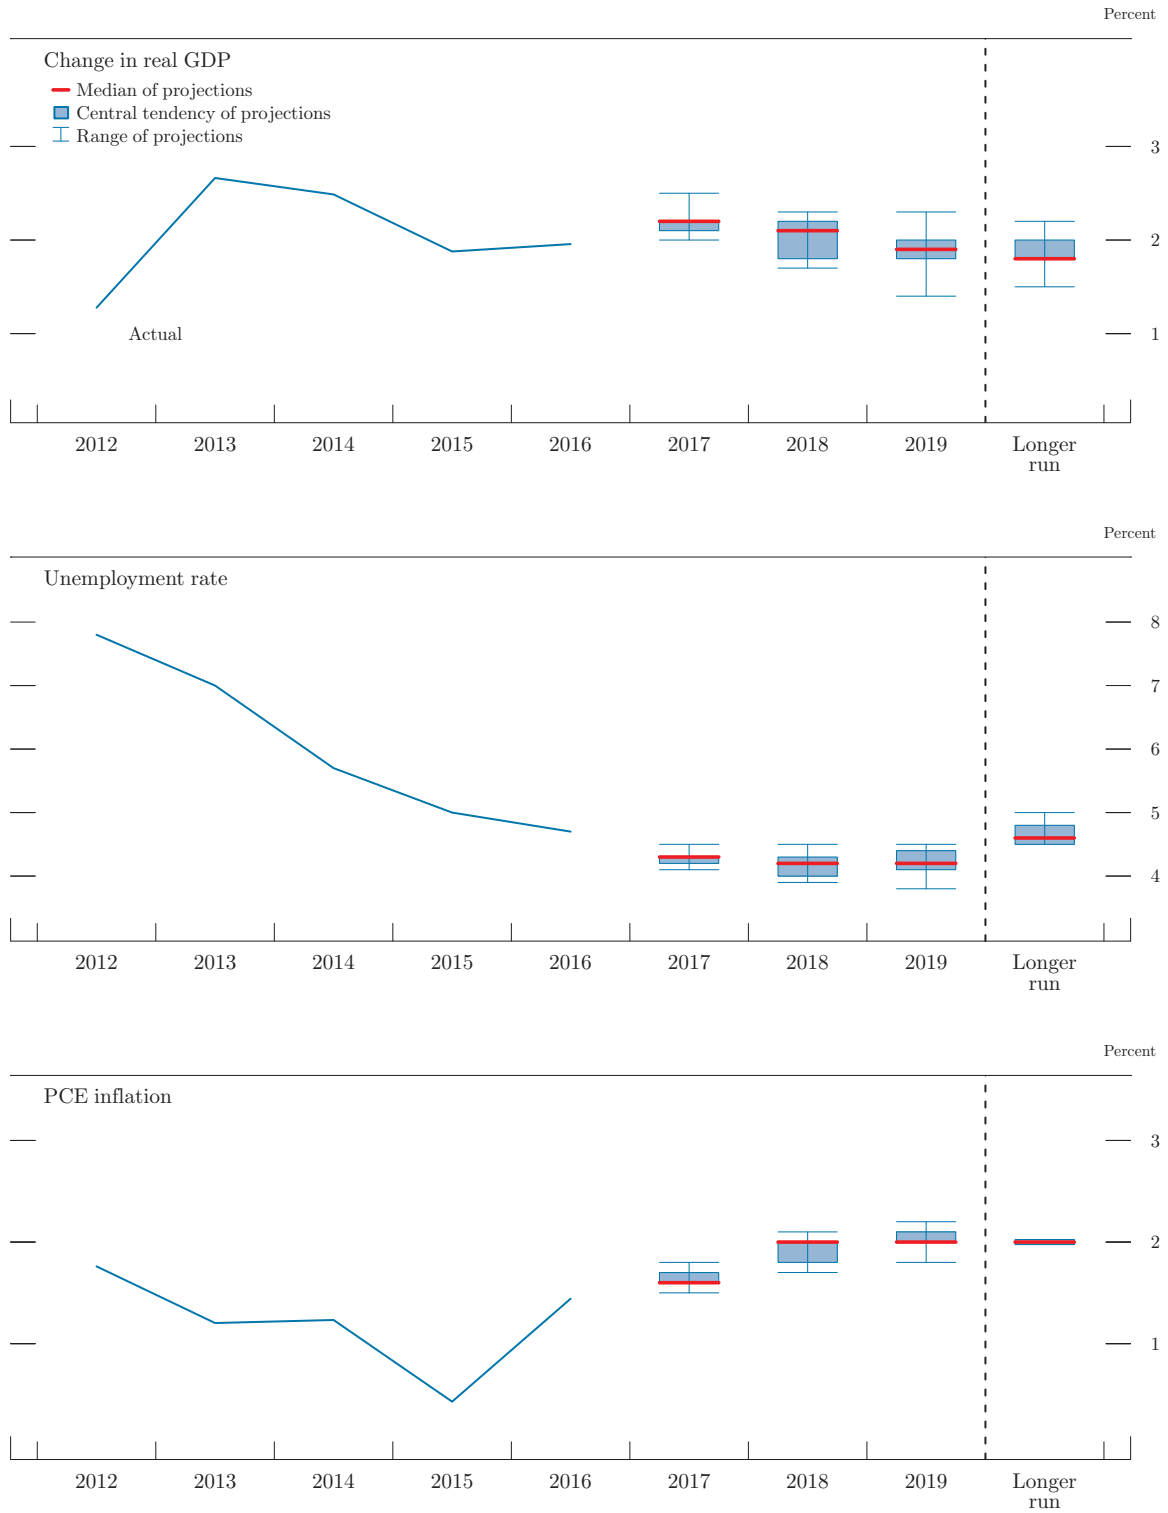 Percent
Change in real GDP
Median of projections
Central tendency of projections
Range of projections
3
2
Actual
1
2012 2013 2014 2015 2016 2017 2018 2019 Longer
run
Percent
Unemployment rate
8
7
6
5
4
2012 2013 2014 2015 2016 2017 2018 2019 Longer
run
Percent
PCE inflation
3
2
1
2012 2013 2014 2015 2016 2017 2018 2019 Longer
run